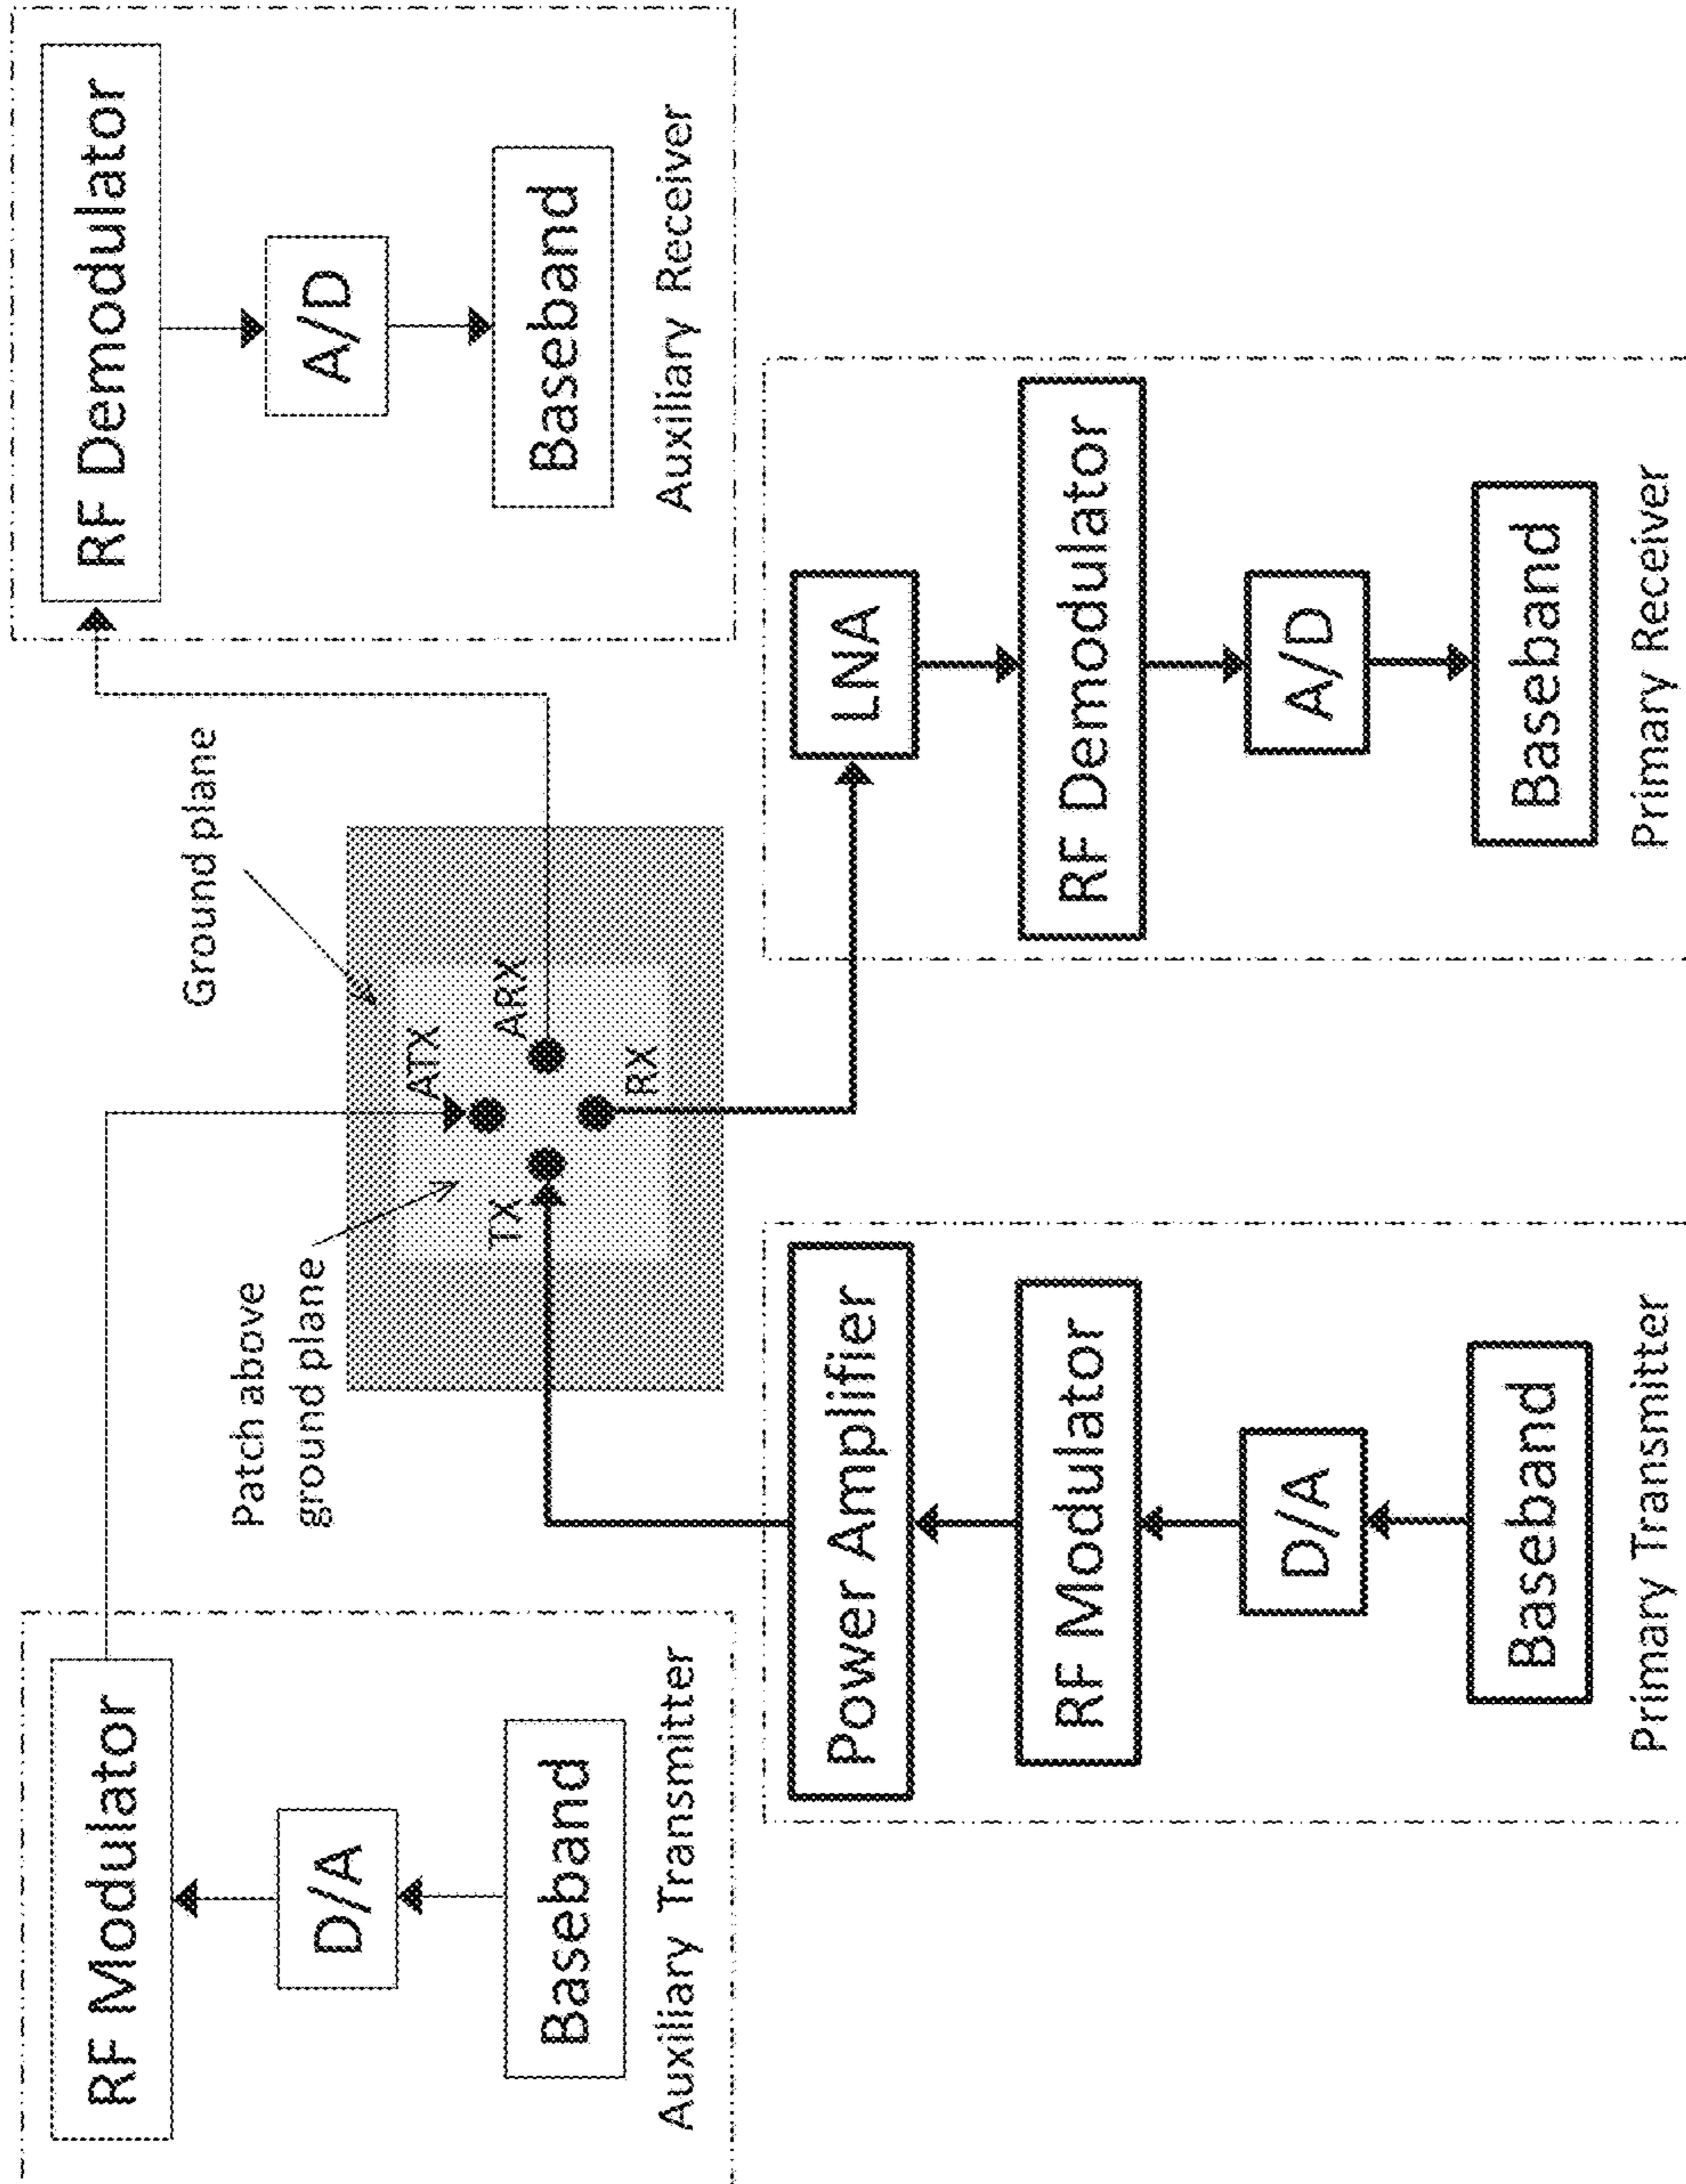 RF Modulator
D/A
Baseband
Auxiliary Transmitter
Patch above
ground plane
Ground plane
TX
ATX
ARX
RX
RF Demodulator
A/D
Baseband
Auxiliary Receiver
Power Amplifier
RF Modulator
D/A
Baseband
Primary Transmitter
LNA
RF Demodulator
A/D
Baseband
Primary Receiver